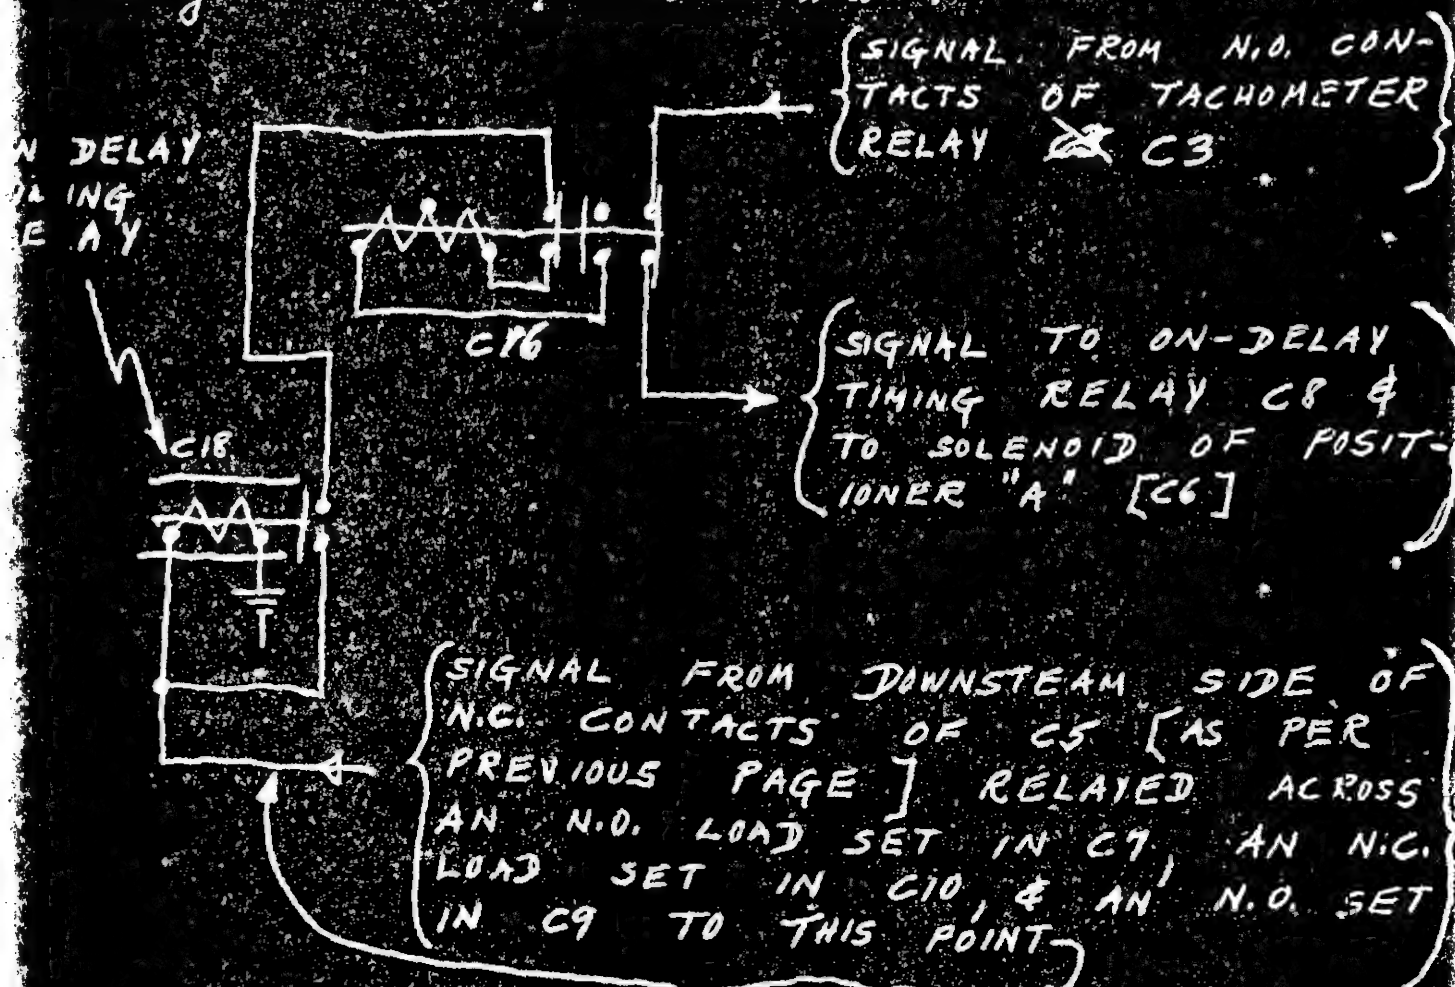 SIGNAL FROM N.O. CON-
TACTS OF TACHOMETER
RELAY C3
N DELAY
ING
E AY
C16
SIGNAL TO ON-DELAY
TIMING RELAY C8 &
TO SOLENOID OF POSIT-
IONER "A" [C6]
C18
SIGNAL FROM DOWNSTEAM SIDE OF
N.C. CONTACTS OF C5 [AS PER
PREVIOUS PAGE] RELAYED ACROSS
AN N.O. LOAD SET IN C7, AN N.C.
LOAD SET IN C10, & AN N.O. SET
IN C9 TO THIS POINT